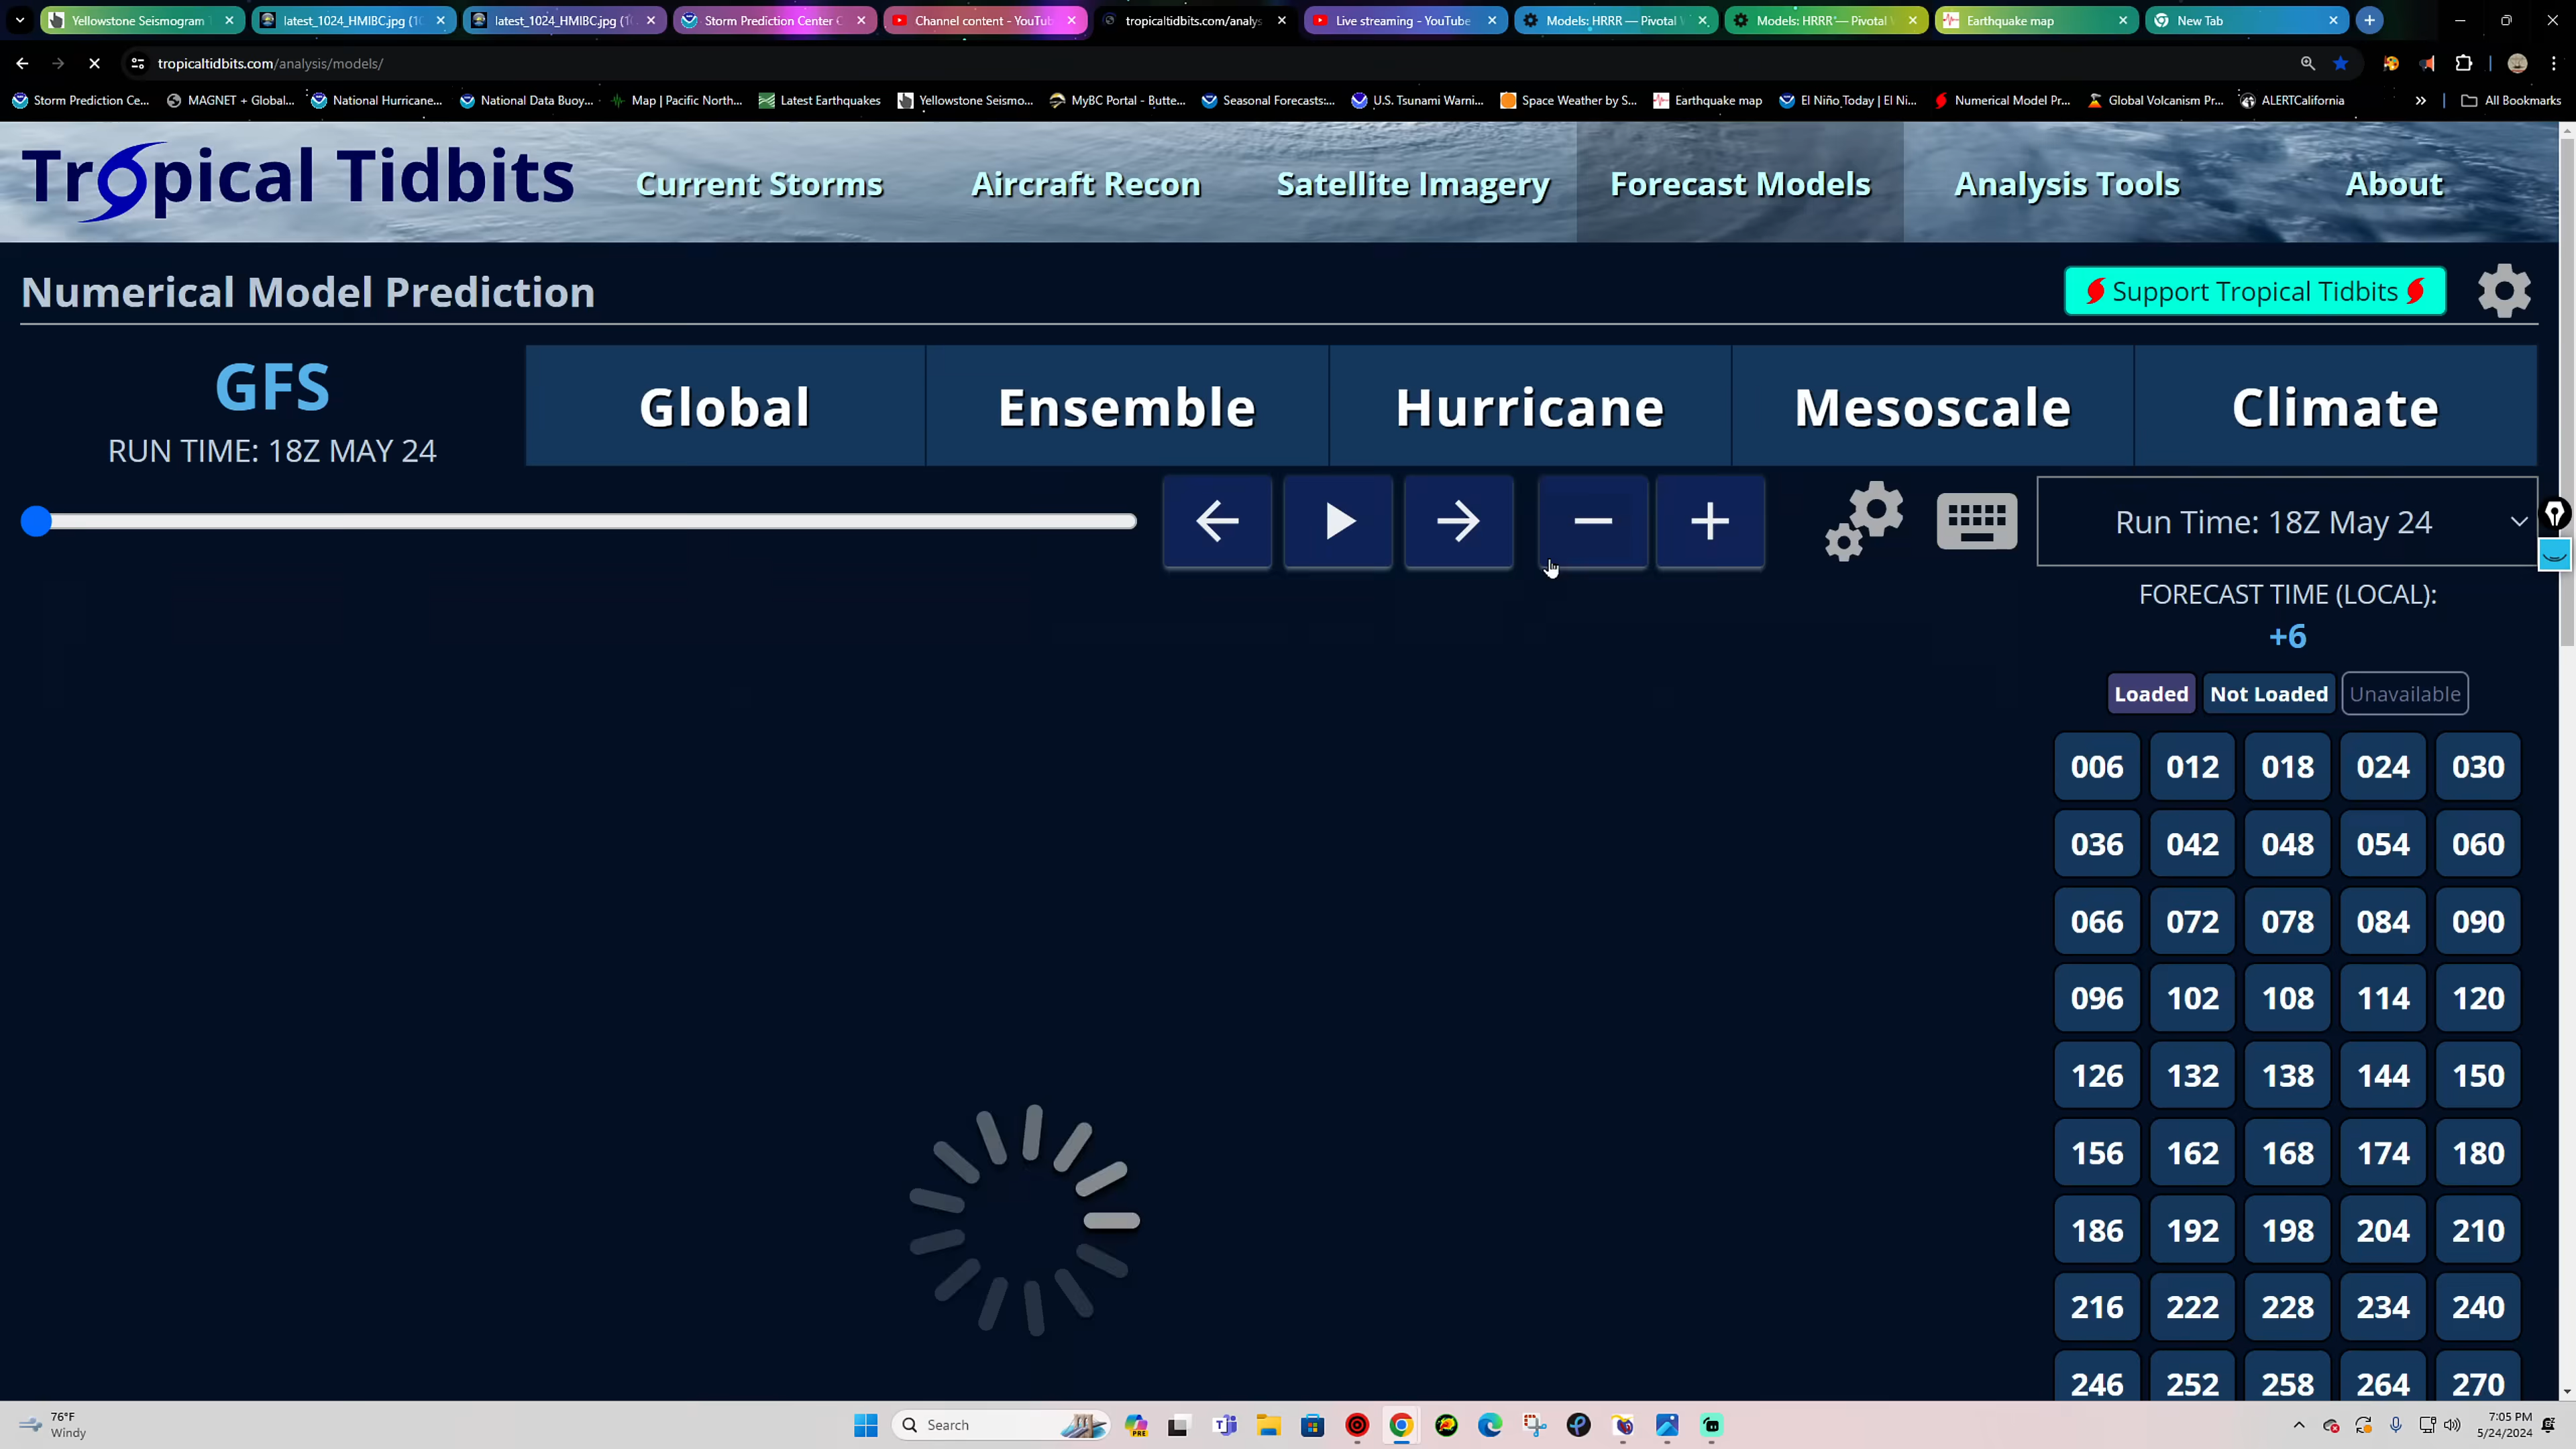 Yellowstone Seismogram
latest_1024_HMIBC.jpg (10
latest_1024_HMIBC.jpg (1
Storm Prediction Center
Channel content - YouTub
tropicaltidbits.com/analys
Live streaming - YouTube
Models: HRRR — Pivotal
Models: HRRR — Pivotal
Earthquake map
New Tab
tropicaltidbits.com/analysis/models/
Storm Prediction Ce...
MAGNET + Global...
National Hurricane...
National Data Buoy...
Map | Pacific North...
Latest Earthquakes
Yellowstone Seismo...
MyBC Portal - Butte...
Seasonal Forecasts:...
U.S. Tsunami Warni...
Space Weather by S...
Earthquake map
El Niño Today | El Ni...
Numerical Model Pr...
Global Volcanism Pr...
ALERTCalifornia
All Bookmarks
Tropical Tidbits
Current Storms
Aircraft Recon
Satellite Imagery
Forecast Models
Analysis Tools
About
Numerical Model Prediction
Support Tropical Tidbits
GFS
RUN TIME: 18Z MAY 24
Global
Ensemble
Hurricane
Mesoscale
Climate
Run Time: 18Z May 24
FORECAST TIME (LOCAL):
+6
Loaded Not Loaded Unavailable
006 012 018 024 030
036 042 048 054 060
066 072 078 084 090
096 102 108 114 120
126 132 138 144 150
156 162 168 174 180
186 192 198 204 210
216 222 228 234 240
246 252 258 264 270
76°F
Windy
Search
PRE
7:05 PM
5/24/2024